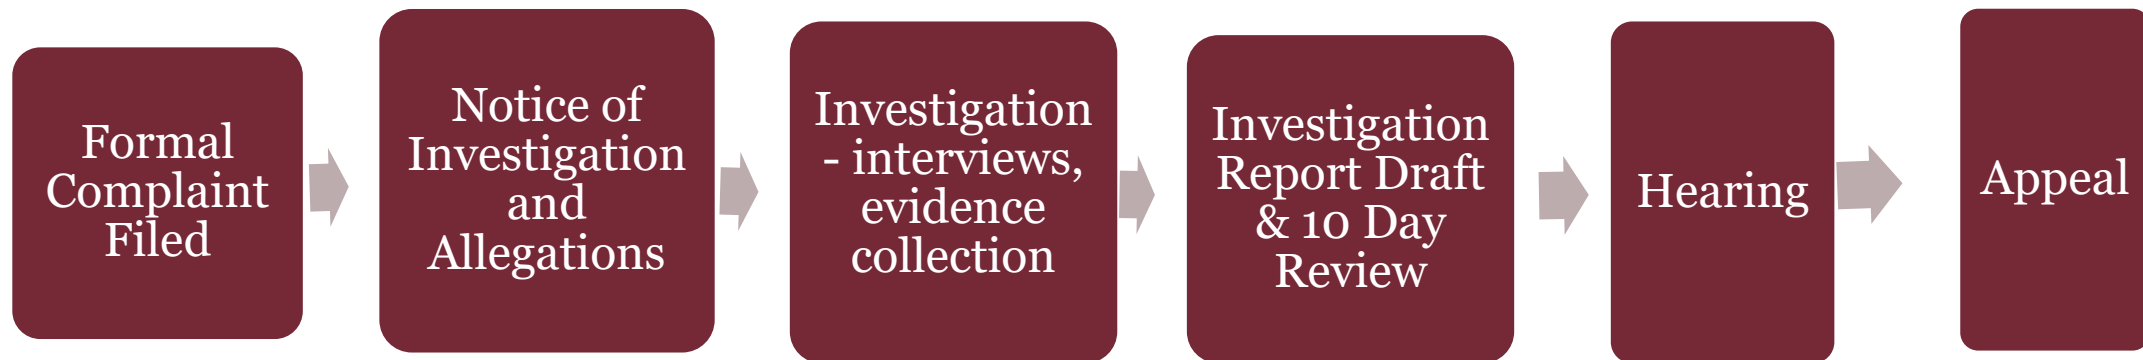 Formal
Complaint
Filed
Notice of
Investigation
and
Allegations
Investigation
- interviews,
evidence
collection
Investigation
Report Draft
& 10 Day
Review
Hearing
Appeal